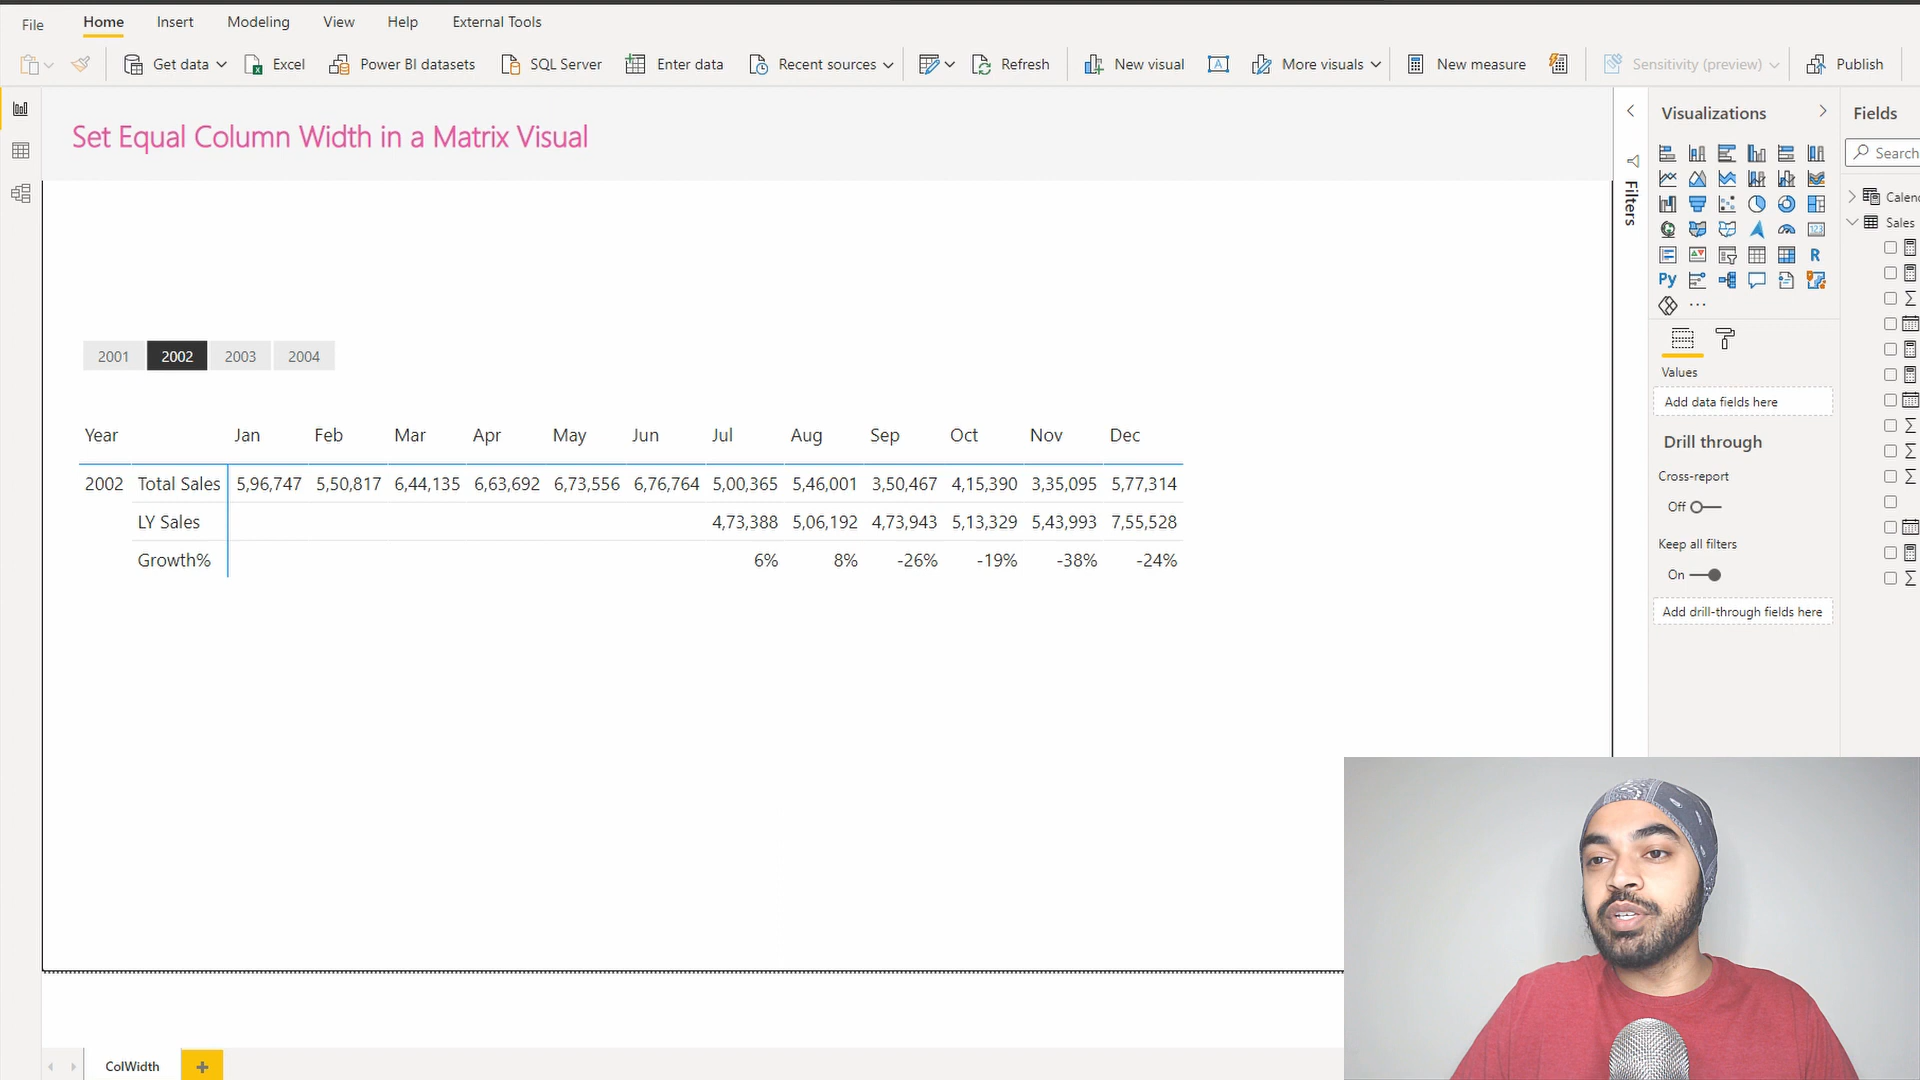 File Home Insert Modeling View Help External Tools
Get data Excel Power BI datasets SQL Server Enter data Recent sources Refresh New visual More visuals New measure Sensitivity (preview) Publish
Set Equal Column Width in a Matrix Visual
2001 2002 2003 2004
Year Jan Feb Mar Apr May Jun Jul Aug Sep Oct Nov Dec
2002 Total Sales 5,96,747 5,50,817 6,44,135 6,63,692 6,73,556 6,76,764 5,00,365 5,46,001 3,50,467 4,15,390 3,35,095 5,77,314
LY Sales 4,73,388 5,06,192 4,73,943 5,13,329 5,43,993 7,55,528
Growth% 6% 8% -26% -19% -38% -24%
Filters
Visualizations
R
Py
Values
Add data fields here
Drill through
Cross-report
Off
Keep all filters
On
Add drill-through fields here
Fields
Search
Calend
Sales
ColWidth